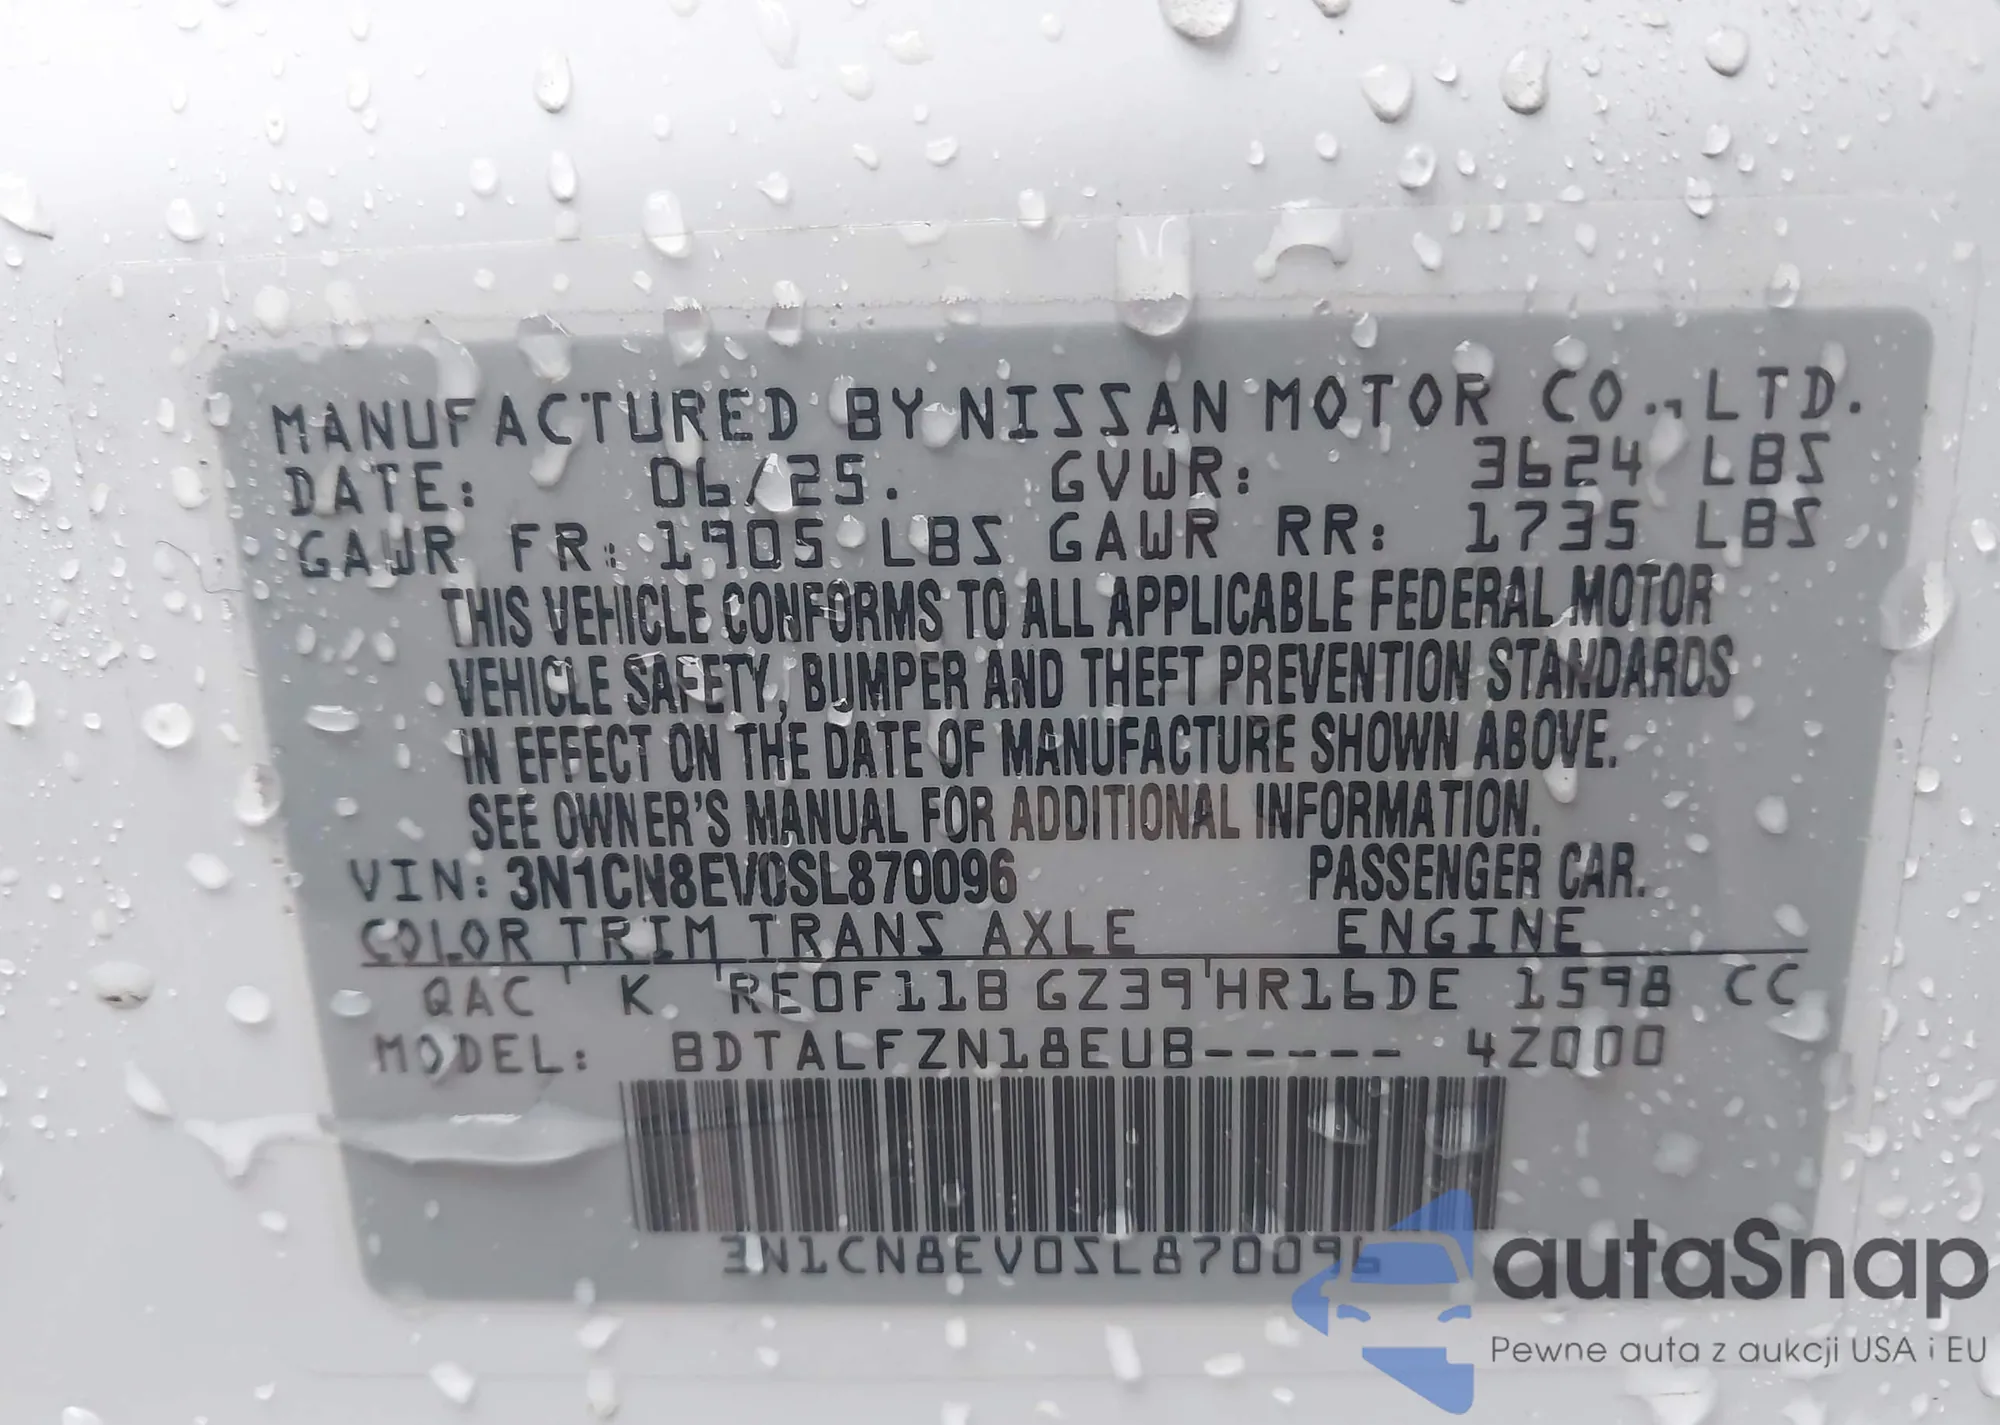 MANUFACTURED BY NISSAN MOTOR CO., LTD.
DATE: 06/25. GVWR: 3624 LBS
GAWR FR: 1905 LBS GAWR RR: 1735 LBS
THIS VEHICLE CONFORMS TO ALL APPLICABLE FEDERAL MOTOR
VEHICLE SAFETY, BUMPER AND THEFT PREVENTION STANDARDS
IN EFFECT ON THE DATE OF MANUFACTURE SHOWN ABOVE.
SEE OWNER'S MANUAL FOR ADDITIONAL INFORMATION.
VIN: 3N1CN8EV0SL870096 PASSENGER CAR.
COLOR TRIM TRANS AXLE ENGINE
QAC K RE0F11B GZ39 HR16DE 1598 CC
MODEL: BDTALFZN18EUB----- 4Z000
3N1CN8EV0SL870096
autaSnap
Pewne auta z aukcji USA i EU